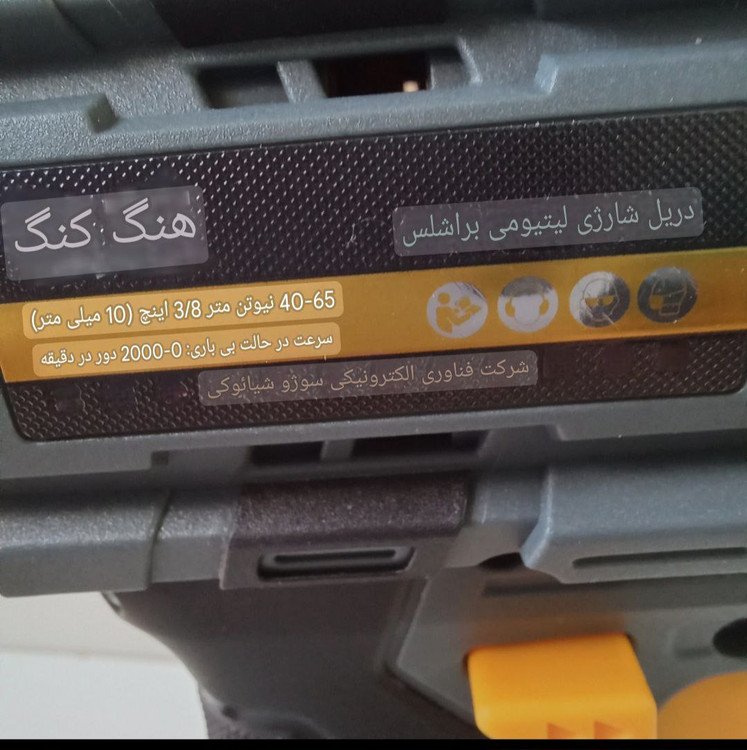 هنگ کنگ
دریل شارژی لیتیومی براشلس
40-65 نیوتن متر 3/8 اینچ (10 میلی متر)
سرعت در حالت بی باری: 0-2000 دور در دقیقه
شرکت فناوری الکترونیکی سوژو شیائوکی